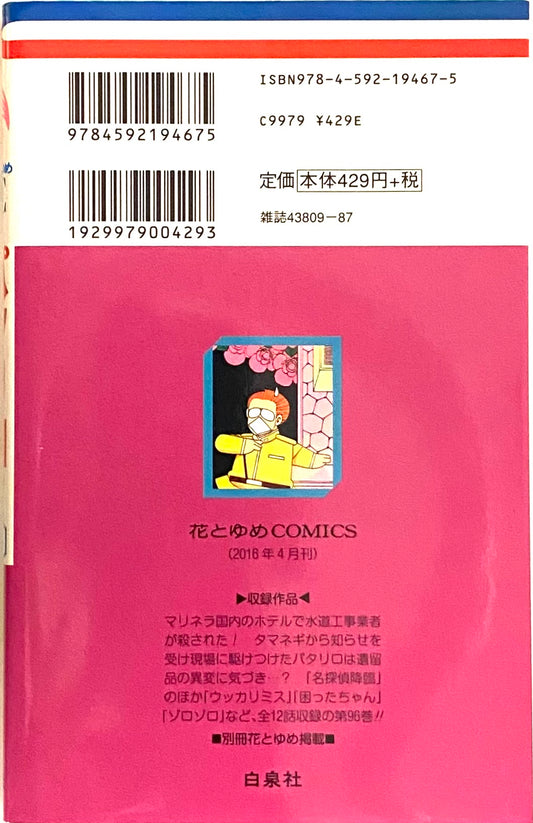 ISBN978-4-592-19467-5
9784592194675
C9979 ¥429E
定価 本体429円+税
1929979004293
雑誌43809-87
花とゆめCOMICS
(2016年4月刊)
▶収録作品◀
マリネラ国内のホテルで水道工事業者
が殺された! タマネギから知らせを
受け現場に駆けつけたパタリロは遺留
品の異変に気づき…? 「名探偵降臨」
のほか「ウッカリミス」「困ったちゃん」
「ゾロゾロ」など、全12話収録の第96巻!!
■別冊花とゆめ掲載■
白泉社